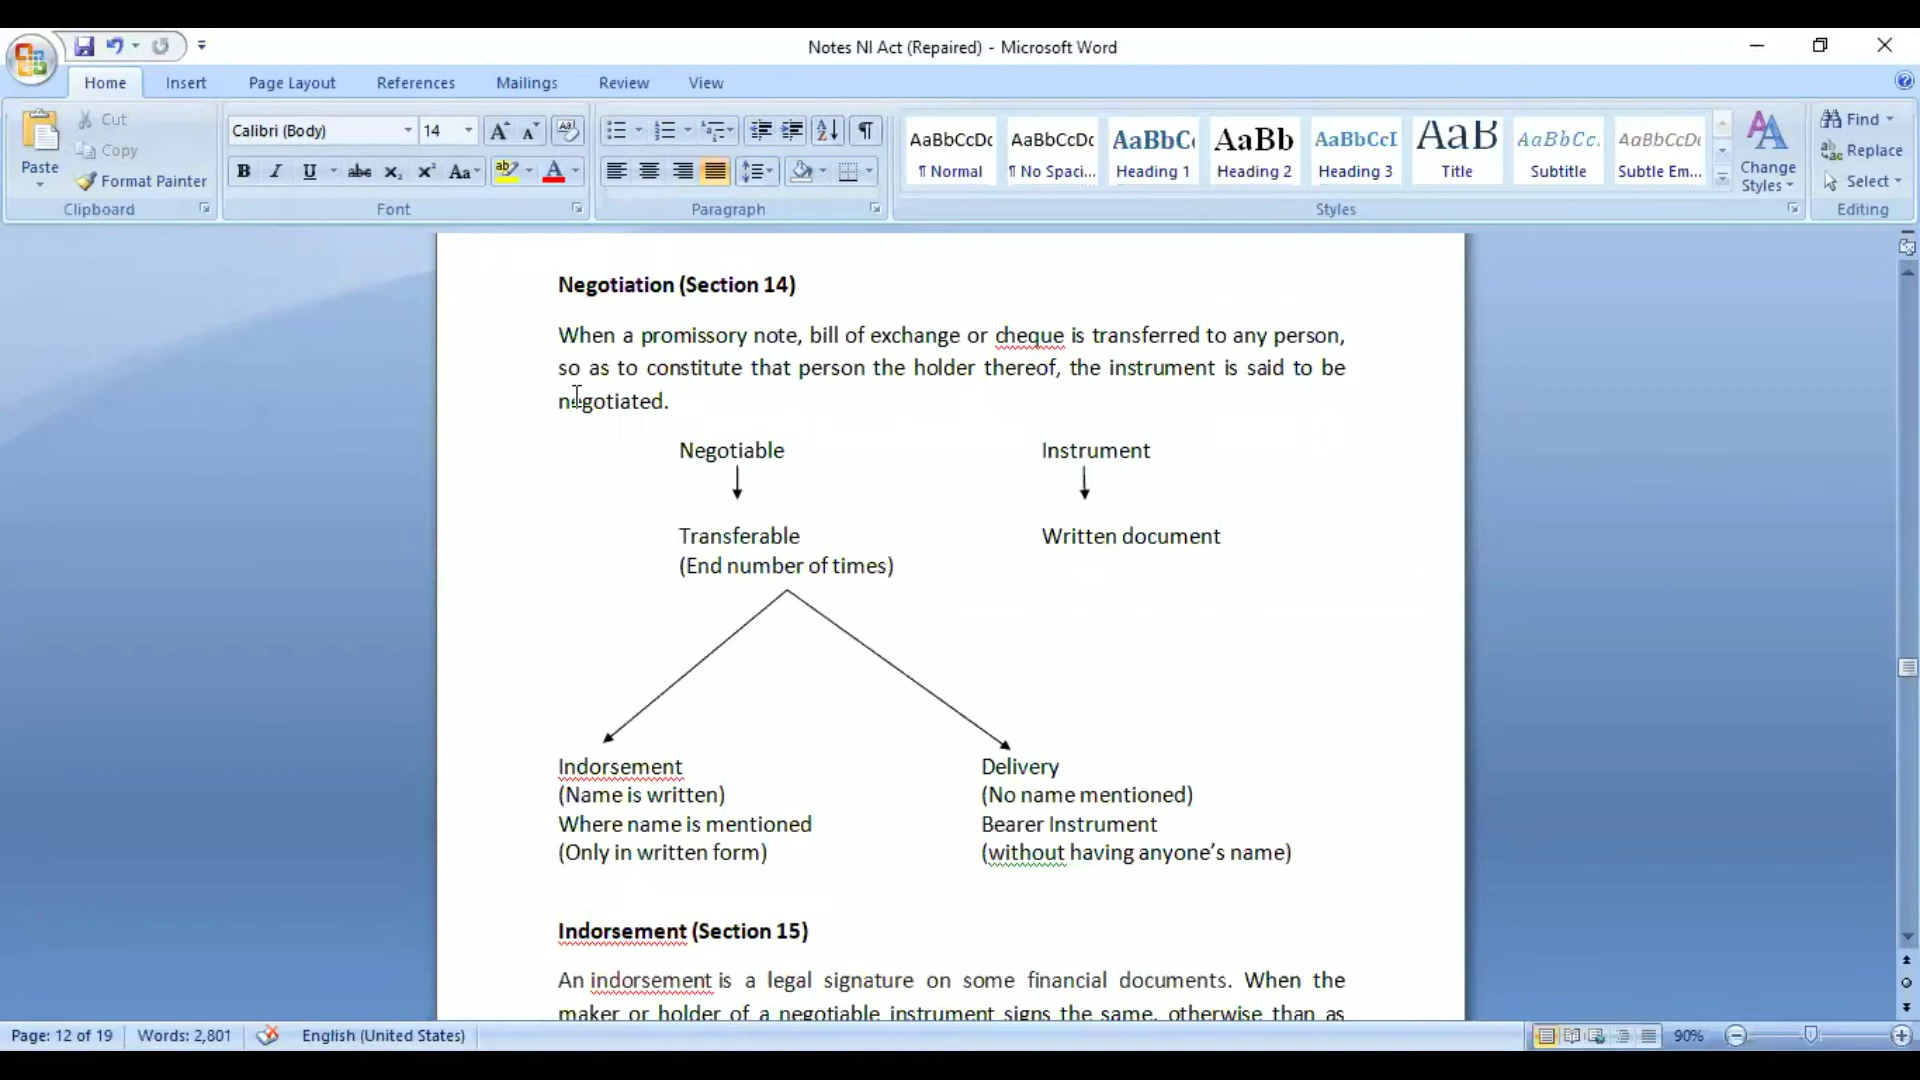 Notes NI Act (Repaired) - Microsoft Word
Home Insert Page Layout References Mailings Review View
Paste
Cut
Copy
Format Painter
Clipboard
Calibri (Body) 14
Font
Paragraph
AaBbCcDc AaBbCcDc AaBbC AaBb AaBbCcI AaB AaBbCc. AaBbCcDc
¶ Normal ¶ No Spaci... Heading 1 Heading 2 Heading 3 Title Subtitle Subtle Em...
Change
Styles
Styles
Find
Replace
Select
Editing
Negotiation (Section 14)
When a promissory note, bill of exchange or cheque is transferred to any person,
so as to constitute that person the holder thereof, the instrument is said to be
negotiated.
Negotiable Instrument
Transferable Written document
(End number of times)
Indorsement Delivery
(Name is written) (No name mentioned)
Where name is mentioned Bearer Instrument
(Only in written form) (without having anyone’s name)
Indorsement (Section 15)
An indorsement is a legal signature on some financial documents. When the
maker or holder of a negotiable instrument signs the same, otherwise than as
Page: 12 of 19 Words: 2,801 English (United States) 90%